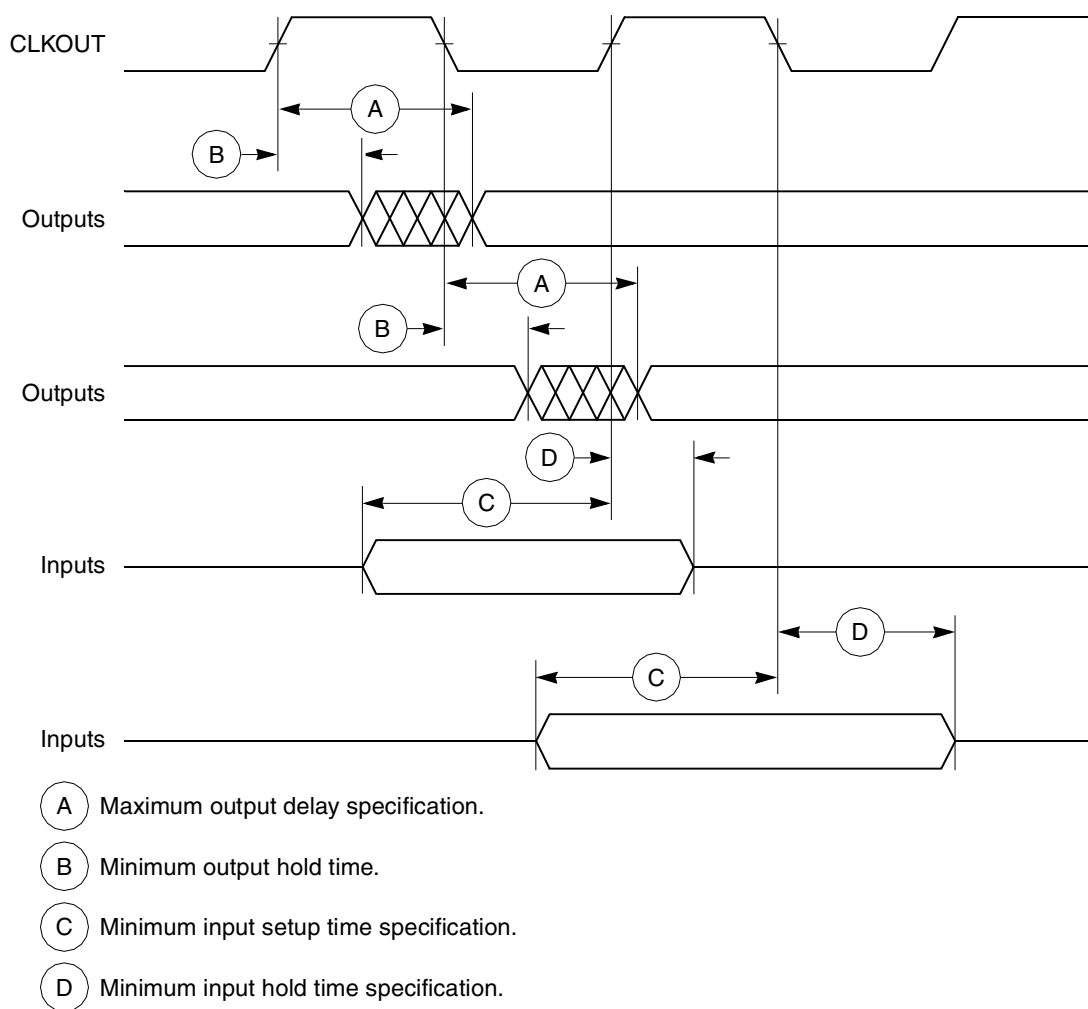 CLKOUT
A
B
Outputs
A
B
Outputs
D
C
Inputs
D
C
Inputs
A Maximum output delay specification.
B Minimum output hold time.
C Minimum input setup time specification.
D Minimum input hold time specification.